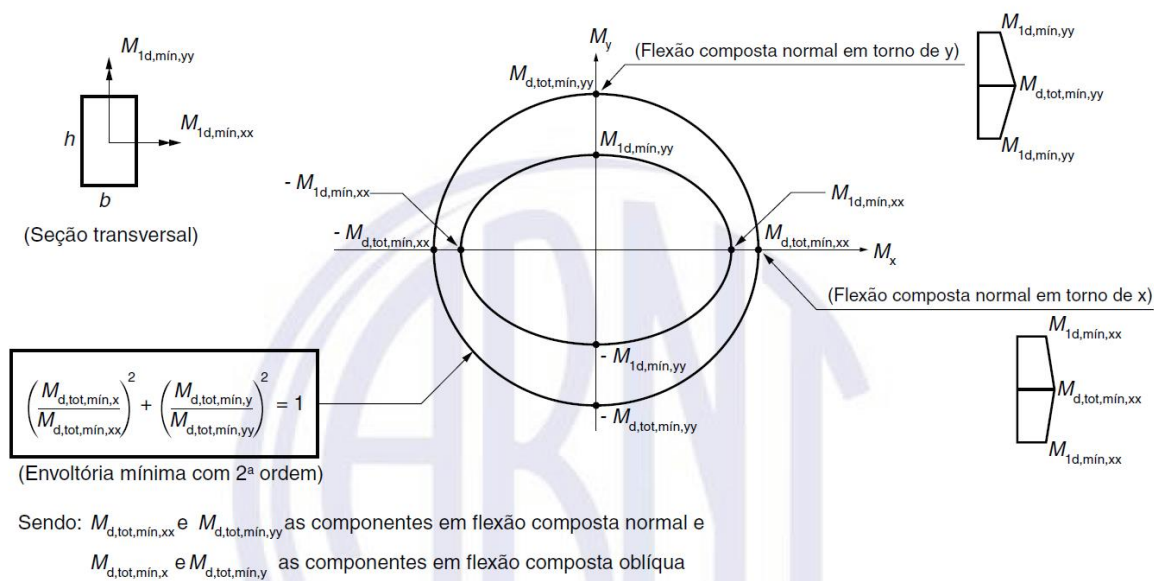 M1d,mín,yy
M1d,mín,xx
h
b
(Seção transversal)
My
(Flexão composta normal em torno de y)
Md,tot,mín,yy
M1d,mín,yy
Md,tot,mín,yy
M1d,mín,yy
M1d,mín,yy
- M1d,mín,xx
M1d,mín,xx
- Md,tot,mín,xx
Md,tot,mín,xx
Mx
(Flexão composta normal em torno de x)
- M1d,mín,yy
- Md,tot,mín,yy
M1d,mín,xx
Md,tot,mín,xx
M1d,mín,xx
(Md,tot,mín,x / Md,tot,mín,xx)² + (Md,tot,mín,y / Md,tot,mín,yy)² = 1
(Envoltória mínima com 2ª ordem)
Sendo: Md,tot,mín,xx e Md,tot,mín,yy as componentes em flexão composta normal e
Md,tot,mín,x e Md,tot,mín,y as componentes em flexão composta oblíqua
ABNT